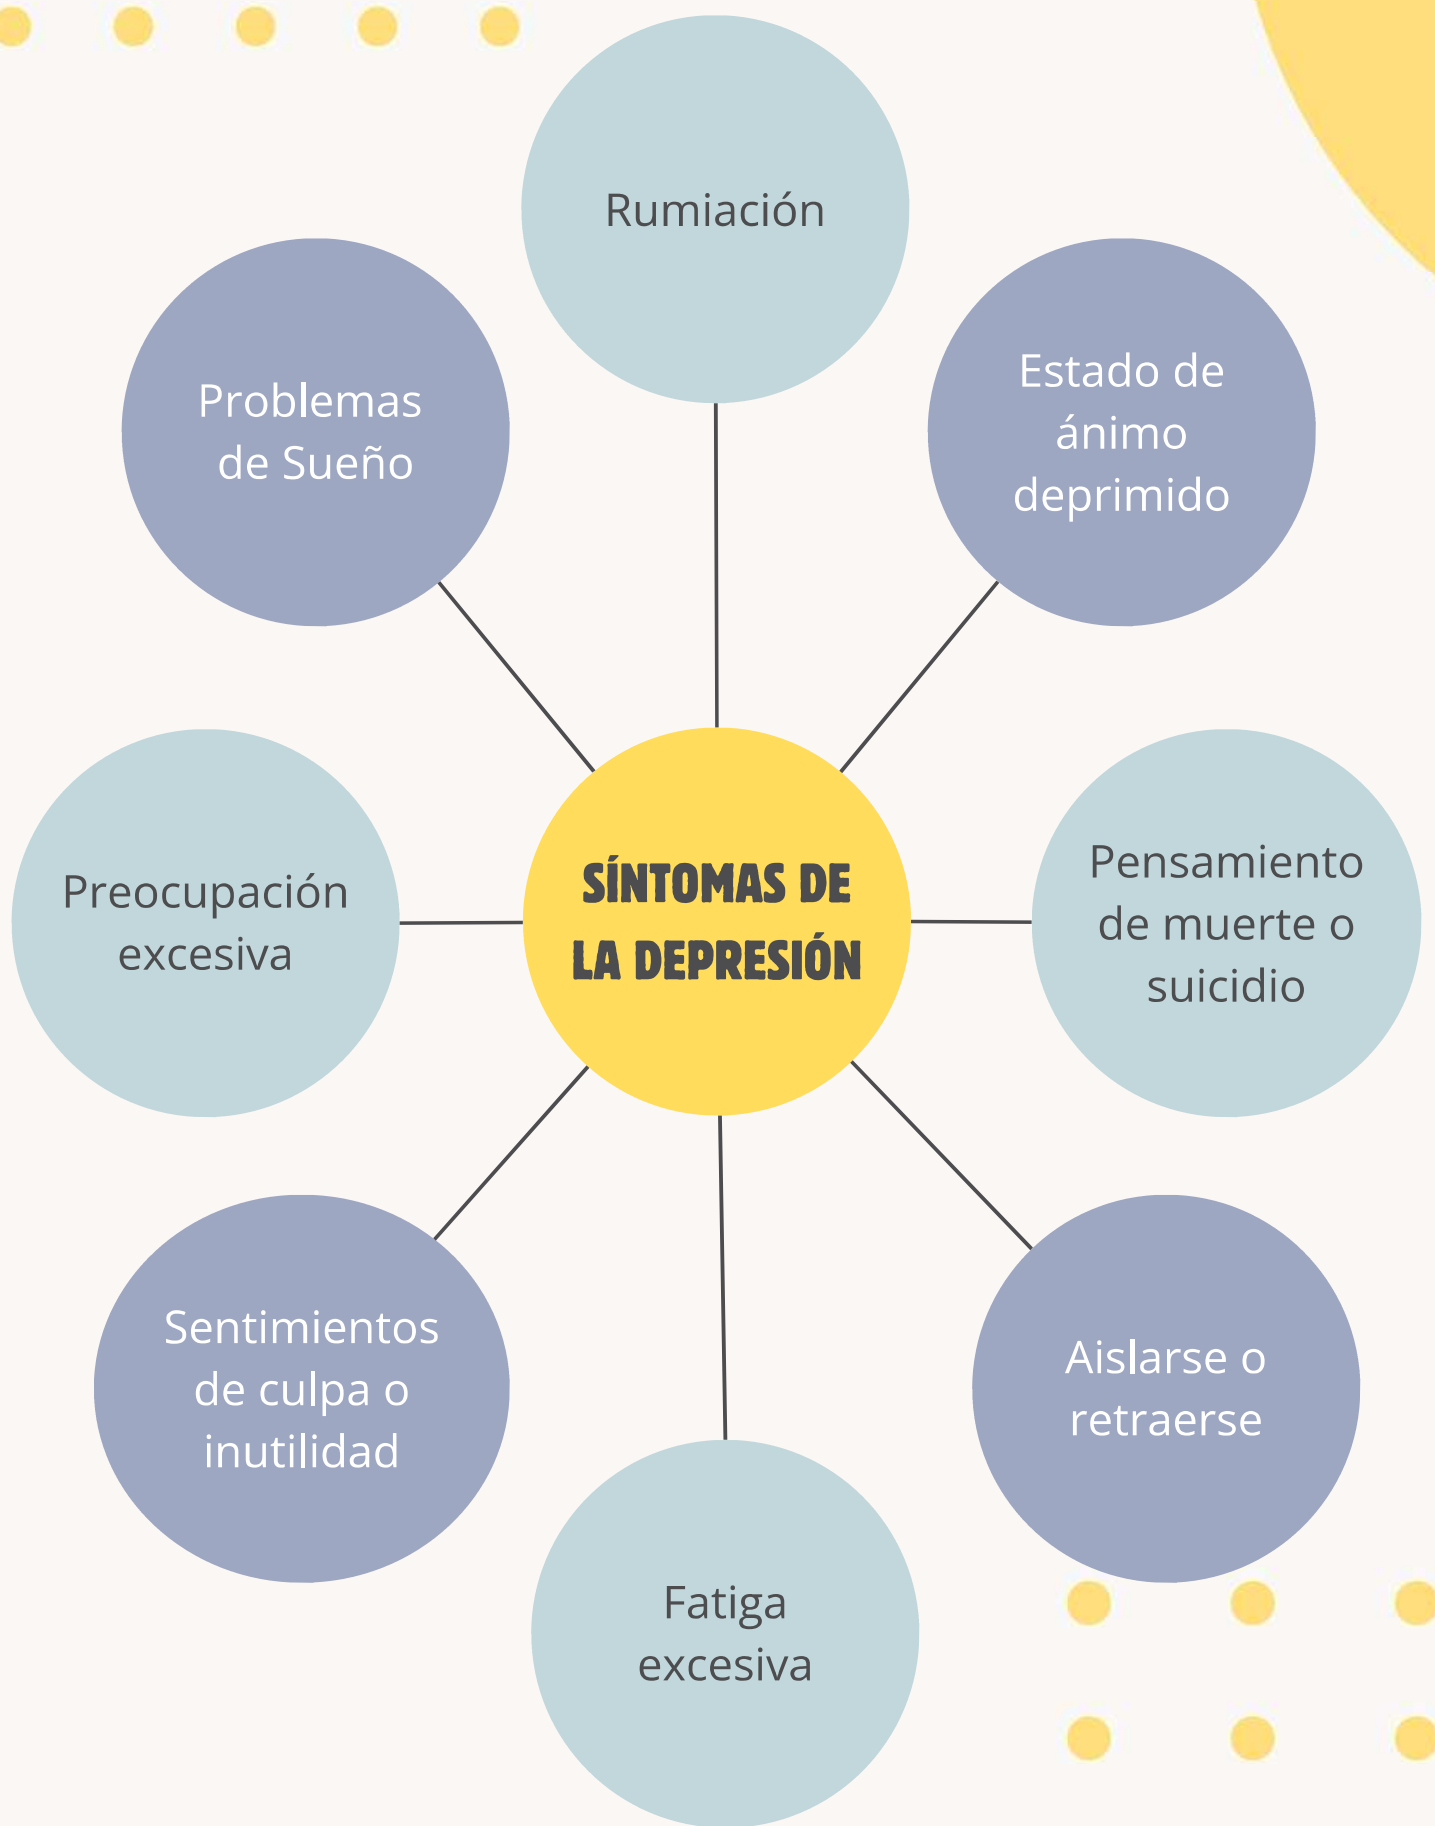 Rumiación
Estado de
ánimo
deprimido
Problemas
de Sueño
SÍNTOMAS DE
LA DEPRESIÓN
Pensamiento
de muerte o
suicidio
Preocupación
excesiva
Sentimientos
de culpa o
inutilidad
Aislarse o
retraerse
Fatiga
excesiva